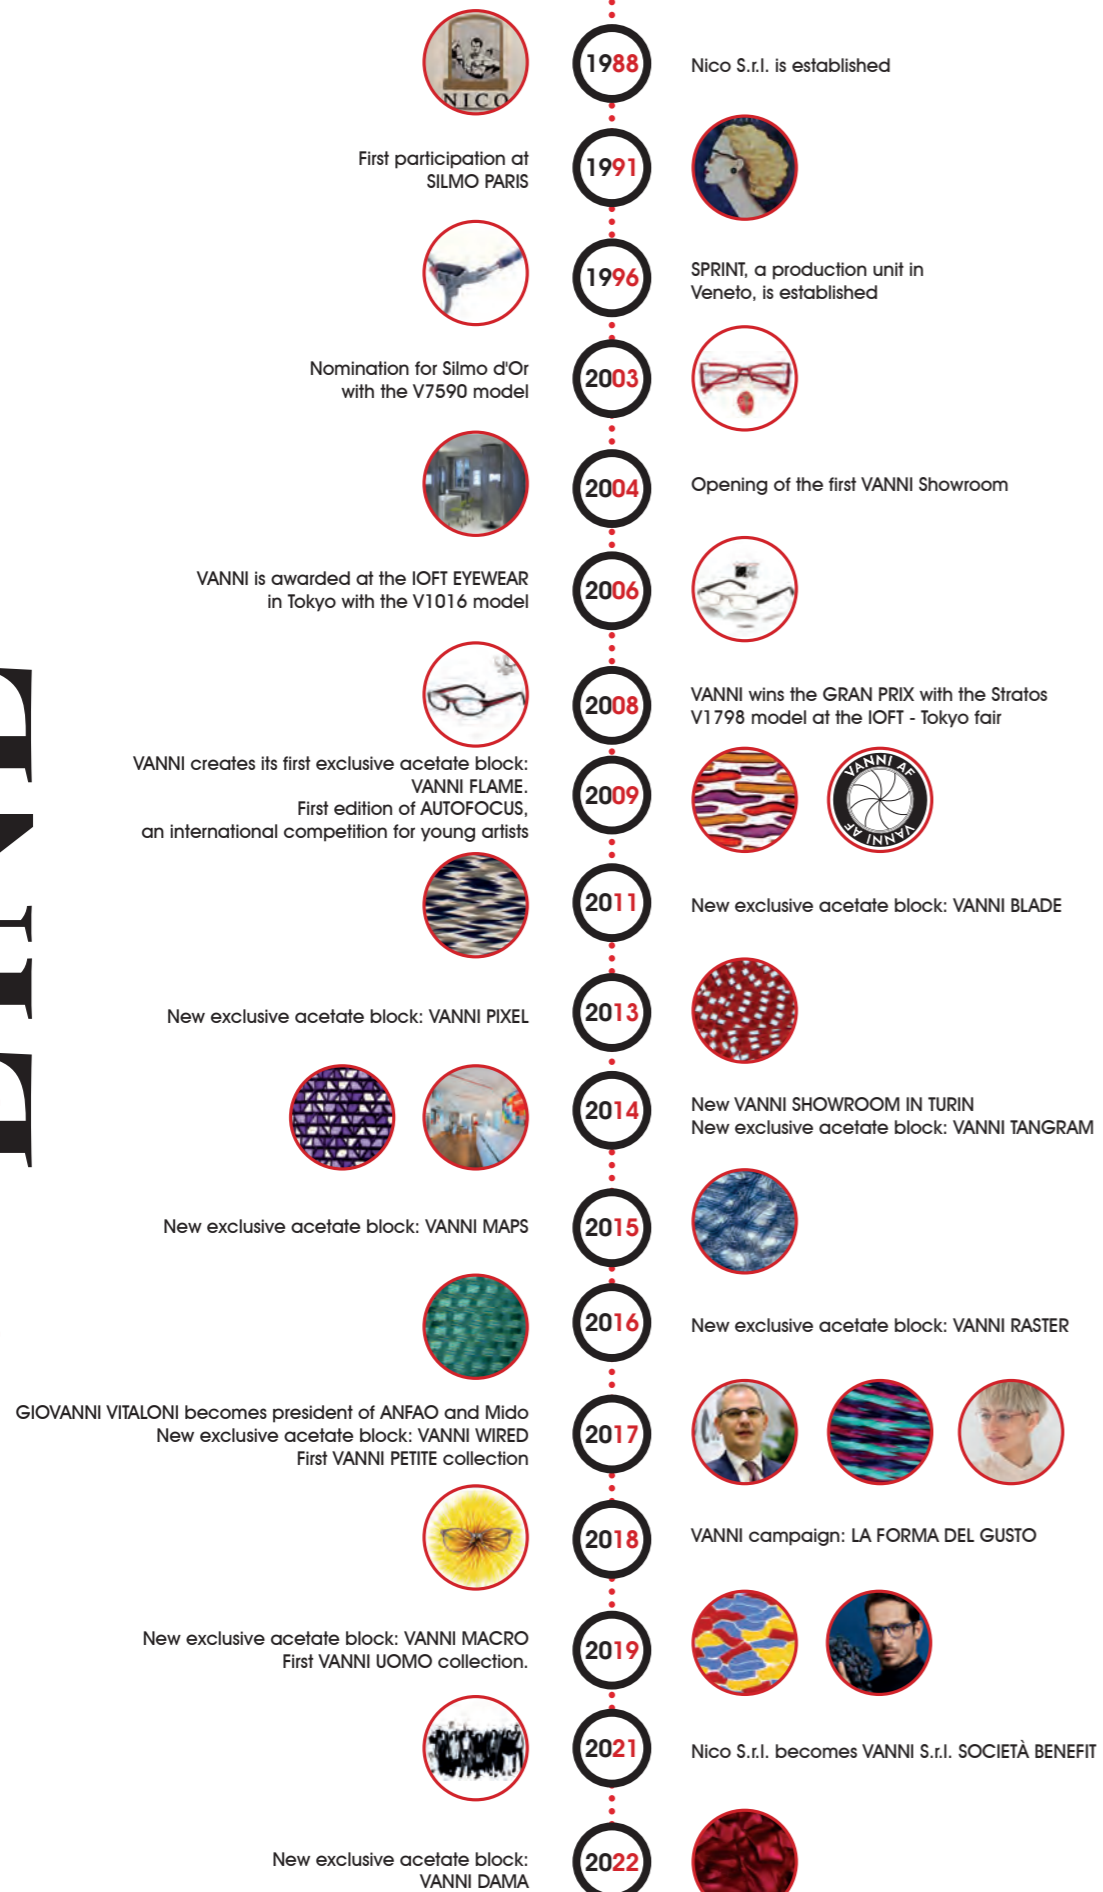 NICO
1988
Nico S.r.l. is established
First participation at
SILMO PARIS
1991
1996
SPRINT, a production unit in
Veneto, is established
Nomination for Silmo d'Or
with the V7590 model
2003
2004
Opening of the first VANNI Showroom
VANNI is awarded at the IOFT EYEWEAR
in Tokyo with the V1016 model
2006
2008
VANNI wins the GRAN PRIX with the Stratos
V1798 model at the IOFT - Tokyo fair
VANNI creates its first exclusive acetate block:
VANNI FLAME.
First edition of AUTOFOCUS,
an international competition for young artists
2009
VANNI AF
VANNI AF
2011
New exclusive acetate block: VANNI BLADE
New exclusive acetate block: VANNI PIXEL
2013
2014
New VANNI SHOWROOM IN TURIN
New exclusive acetate block: VANNI TANGRAM
New exclusive acetate block: VANNI MAPS
2015
2016
New exclusive acetate block: VANNI RASTER
GIOVANNI VITALONI becomes president of ANFAO and Mido
New exclusive acetate block: VANNI WIRED
First VANNI PETITE collection
2017
2018
VANNI campaign: LA FORMA DEL GUSTO
New exclusive acetate block: VANNI MACRO
First VANNI UOMO collection.
2019
2021
Nico S.r.l. becomes VANNI S.r.l. SOCIETÀ BENEFIT
New exclusive acetate block:
VANNI DAMA
2022